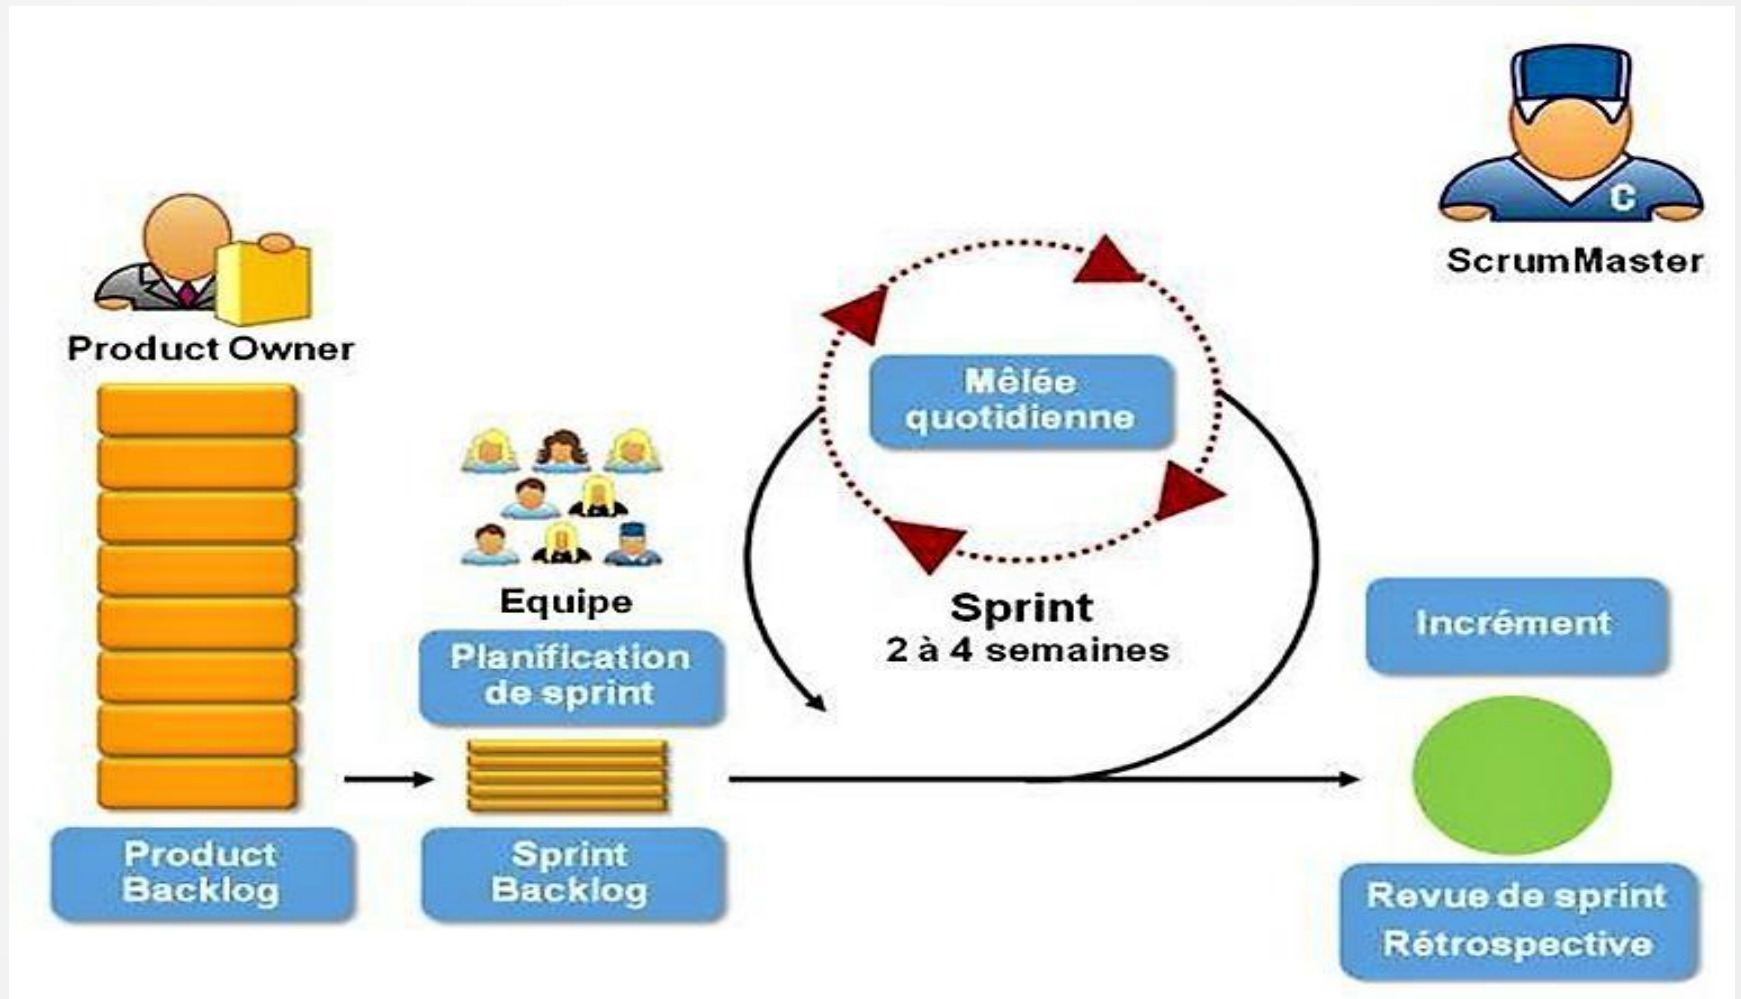 ScrumMaster
C
Product Owner
Mêlée
quotidienne
Equipe
Sprint
2 à 4 semaines
Planification
de sprint
Incrément
Product
Backlog
Sprint
Backlog
Revue de sprint
Rétrospective